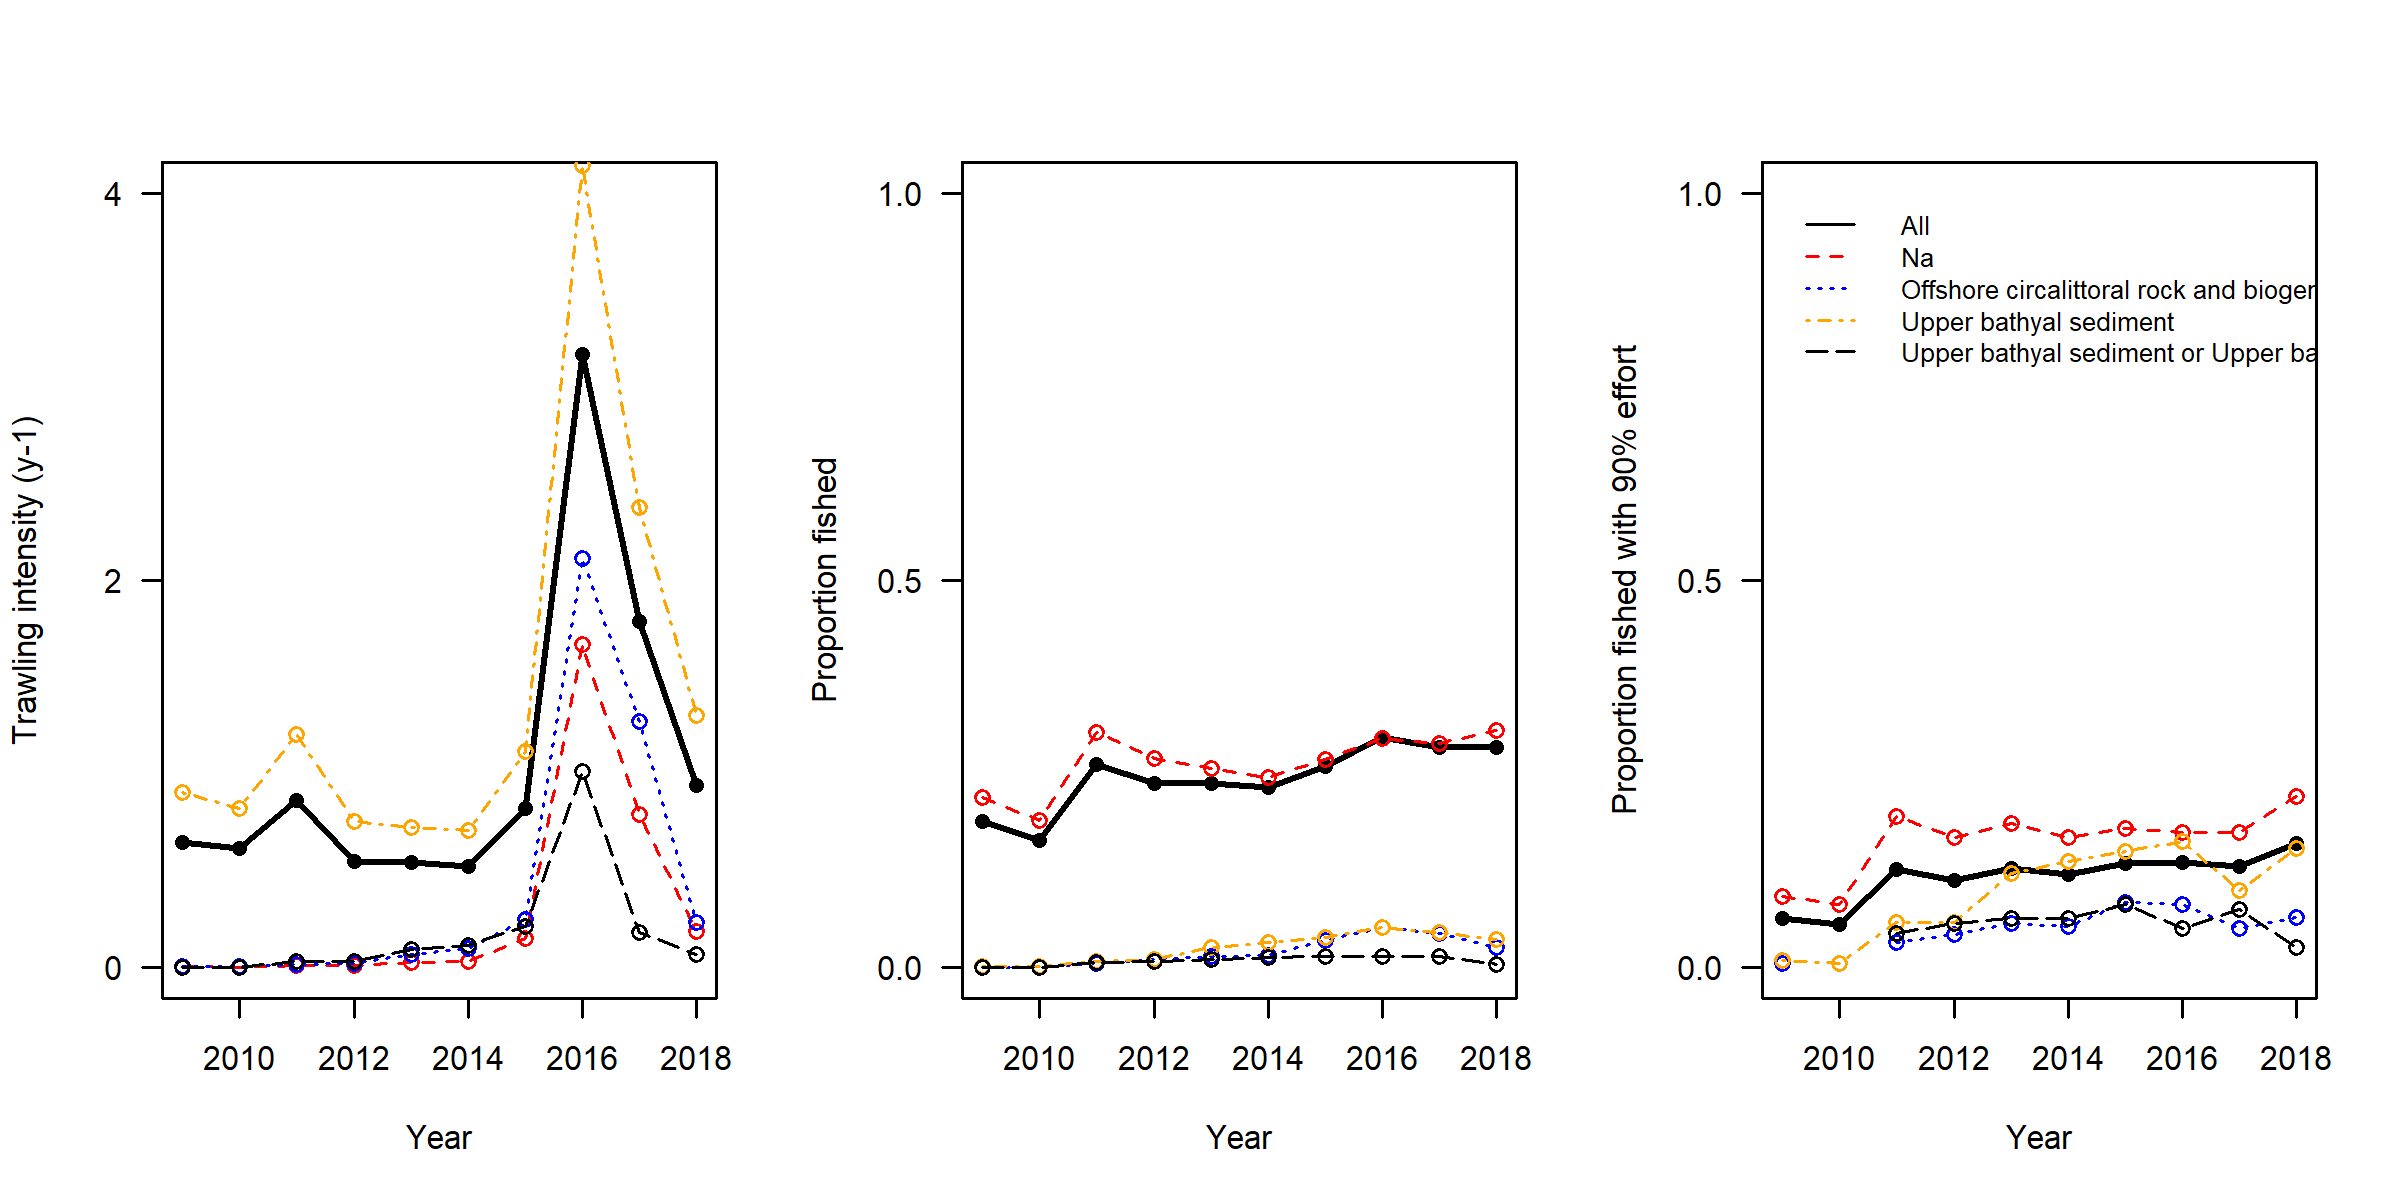 Trawling intensity (y-1)
4
2
0
2010 2012 2014 2016 2018
Year
Proportion fished
1.0
0.5
0.0
2010 2012 2014 2016 2018
Year
Proportion fished with 90% effort
1.0
0.5
0.0
All
Na
Offshore circalittoral rock and bioger
Upper bathyal sediment
Upper bathyal sediment or Upper ba
2010 2012 2014 2016 2018
Year